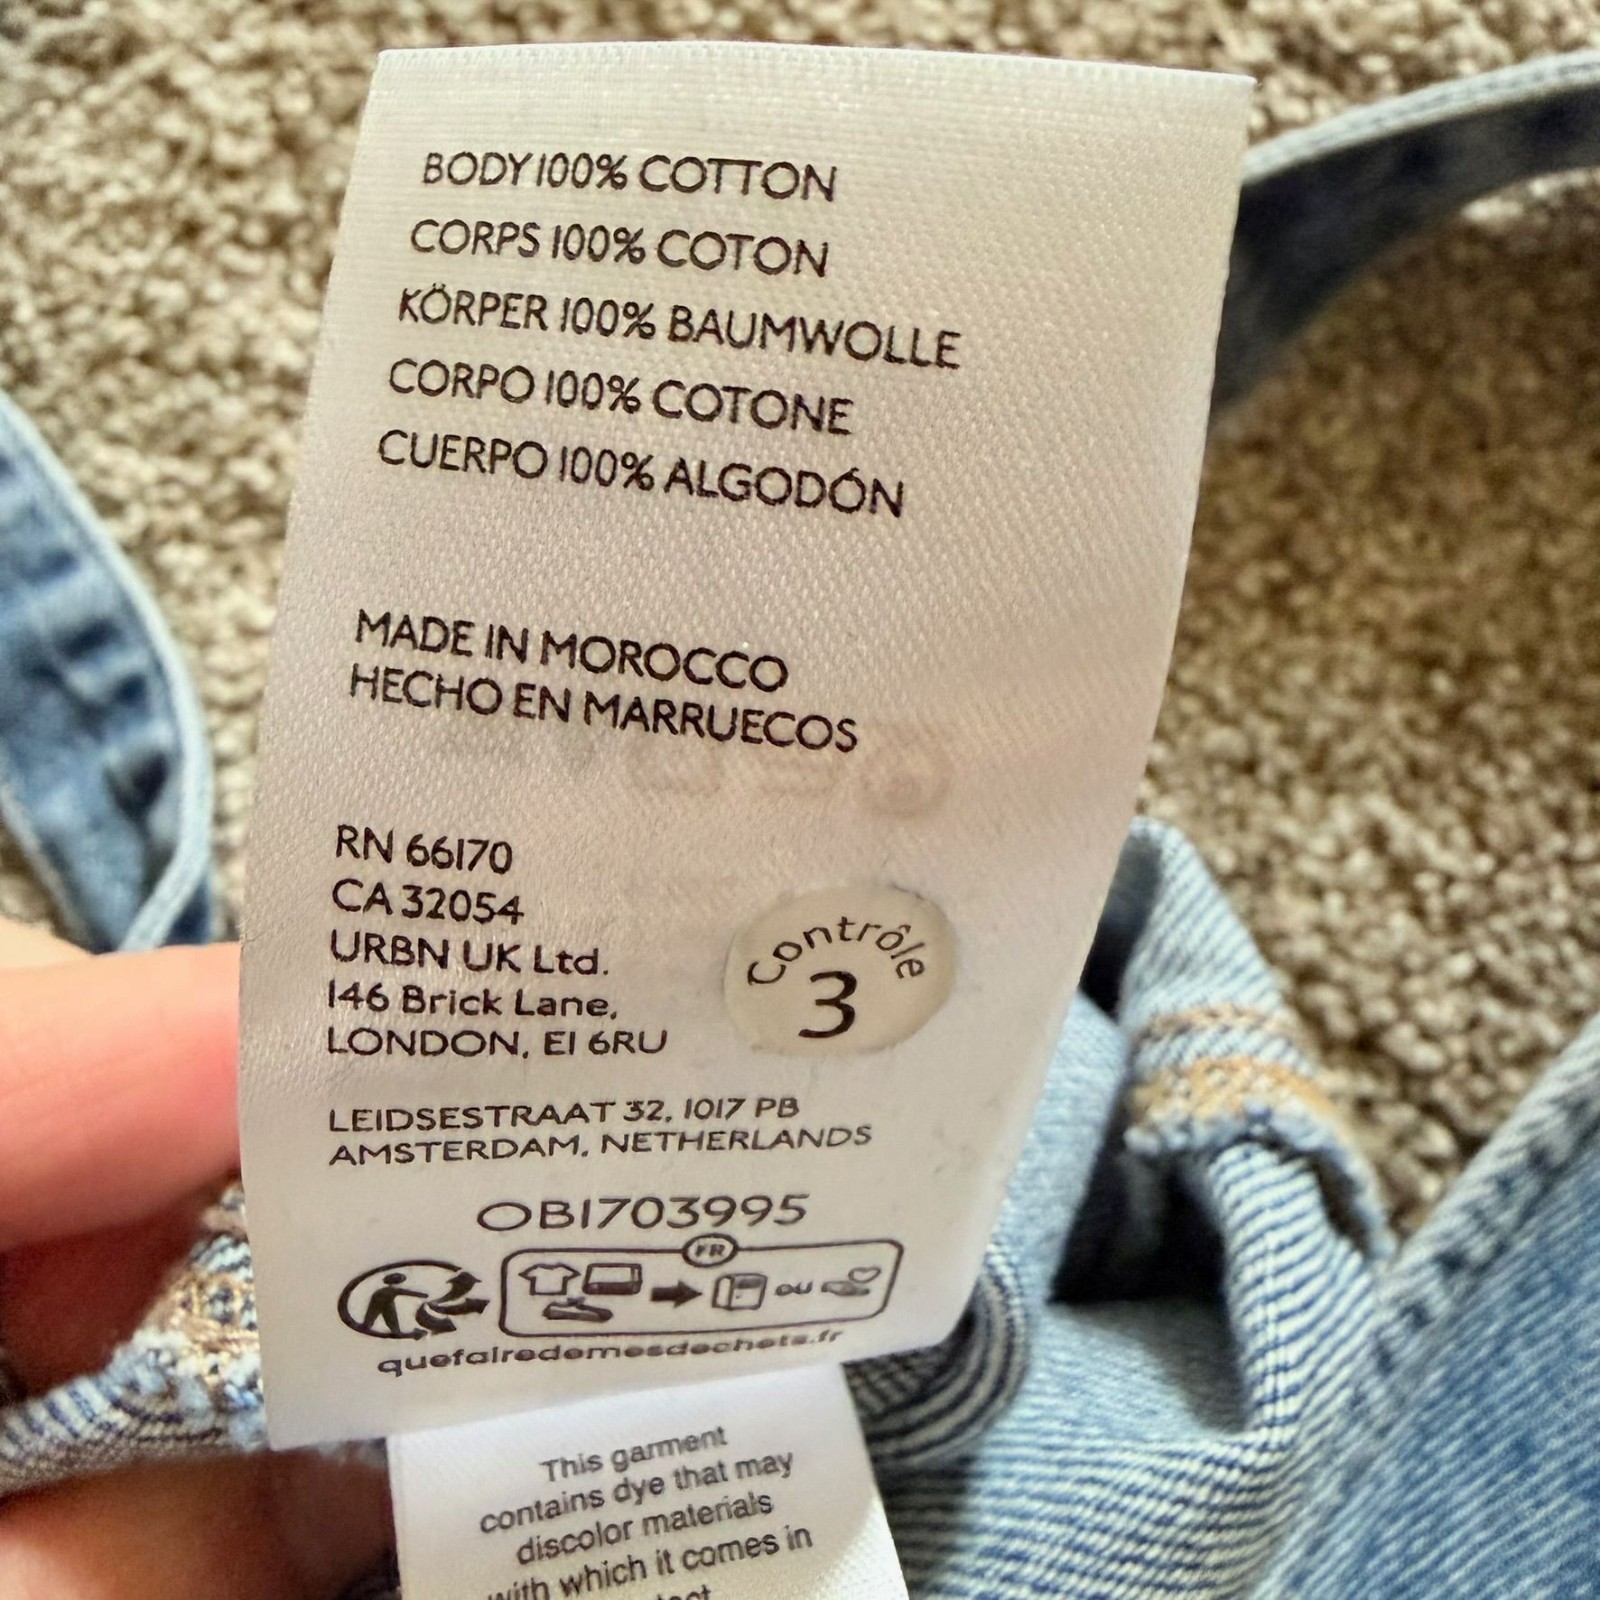 BODY 100% COTTON
CORPS 100% COTON
KÖRPER 100% BAUMWOLLE
CORPO 100% COTONE
CUERPO 100% ALGODÓN
MADE IN MOROCCO
HECHO EN MARRUECOS
RN 66170
CA 32054
URBN UK Ltd.
146 Brick Lane,
LONDON, E1 6RU
Contrôle
3
LEIDSESTRAAT 32, 1017 PB
AMSTERDAM, NETHERLANDS
OB1703995
FR
OU
quefairedemesdechets.fr
This garment
contains dye that may
discolor materials
with which it comes in